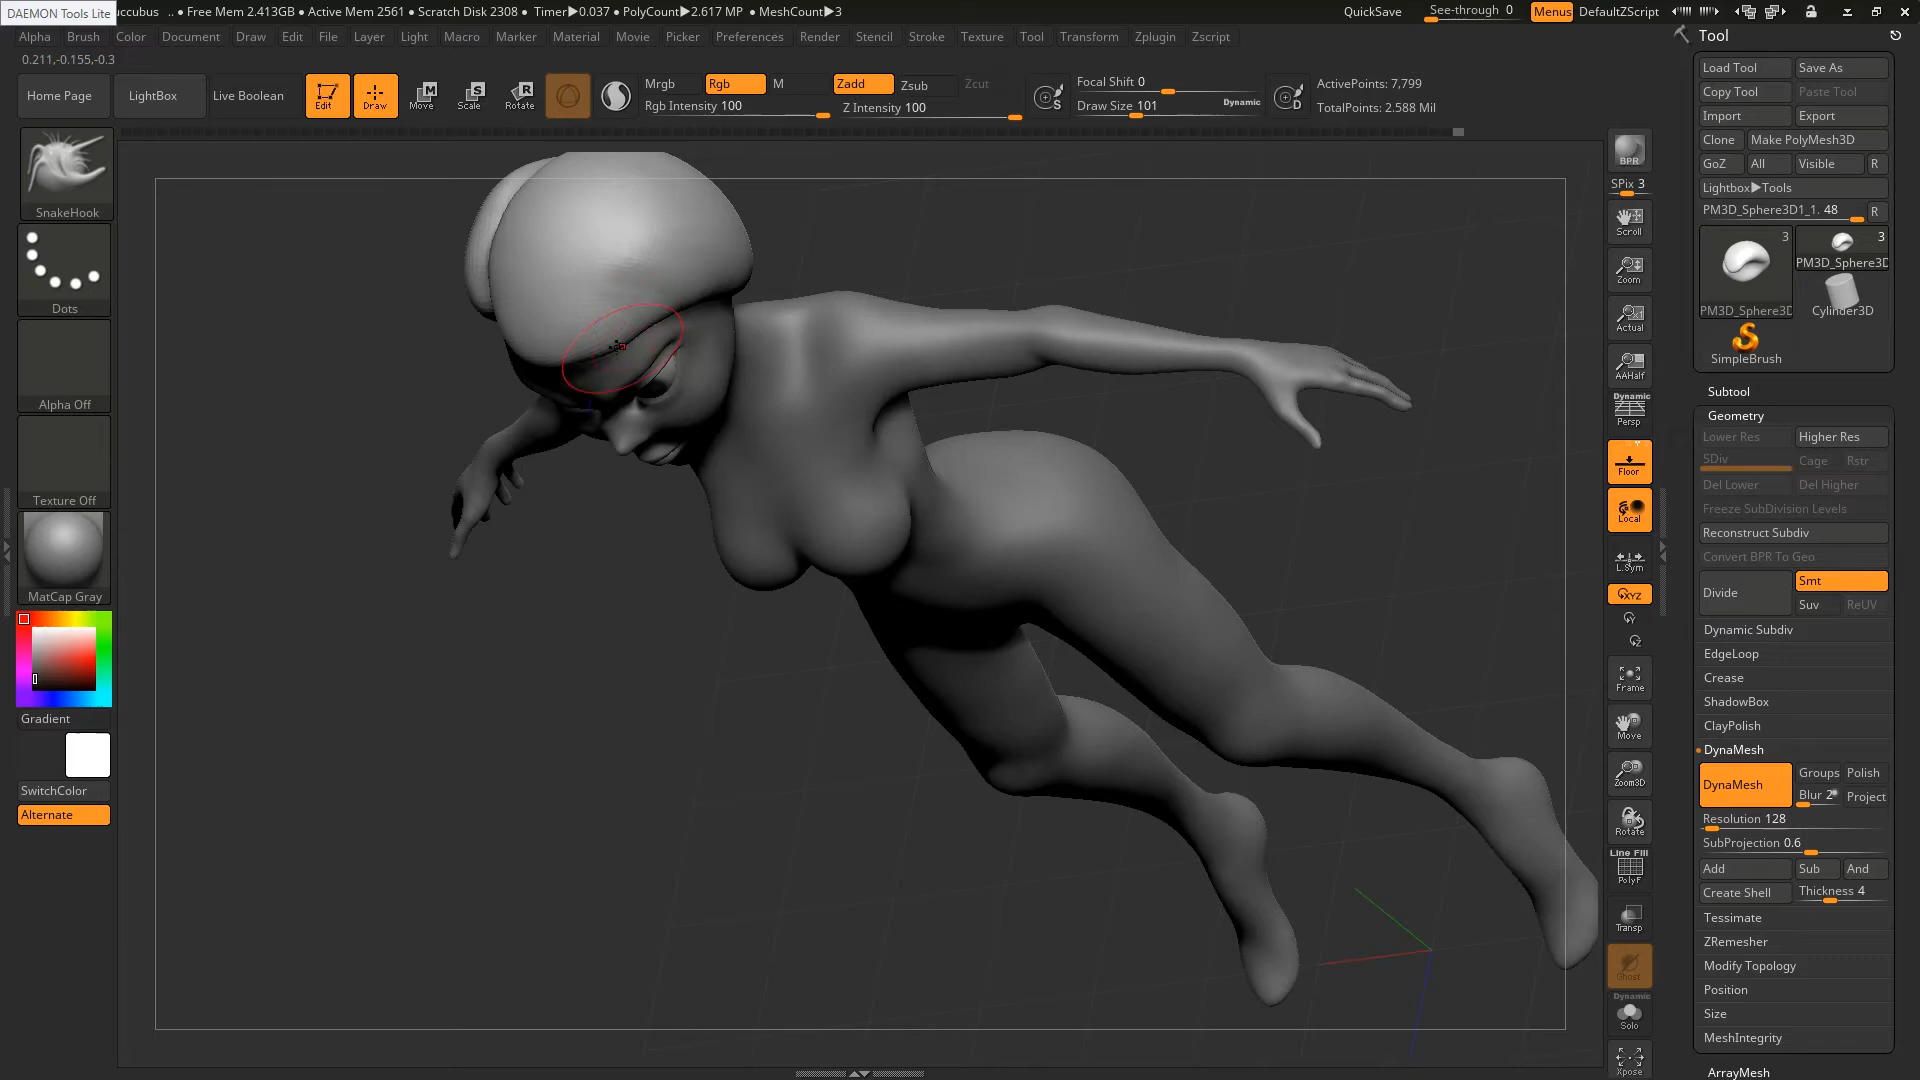 DAEMON Tools Lite
ccubus .. • Free Mem 2.413GB • Active Mem 2561 • Scratch Disk 2308 • Timer▶0.037 • PolyCount▶2.617 MP • MeshCount▶3
QuickSave See-through 0 Menus DefaultZScript
Alpha Brush Color Document Draw Edit File Layer Light Macro Marker Material Movie Picker Preferences Render Stencil Stroke Texture Tool Transform Zplugin Zscript
0.211,-0.155,-0.3
Home Page LightBox Live Boolean Edit Draw Move Scale Rotate
Mrgb Rgb M Zadd Zsub Zcut
Rgb Intensity 100 Z Intensity 100
Focal Shift 0
Draw Size 101 Dynamic
ActivePoints: 7,799
TotalPoints: 2.588 Mil
SnakeHook
Dots
Alpha Off
Texture Off
MatCap Gray
Gradient
SwitchColor
Alternate
BPR
SPix 3
Scroll
Zoom
Actual
AAHalf
Dynamic
Persp
Floor
Local
L.Sym
XYZ
Y
Z
Frame
Move
Zoom3D
Rotate
Line Fill
PolyF
Transp
Ghost
Dynamic
Solo
Xpose
Tool
Load Tool Save As
Copy Tool Paste Tool
Import Export
Clone Make PolyMesh3D
GoZ All Visible R
Lightbox▶Tools
PM3D_Sphere3D1_1. 48 R
3 3
PM3D_Sphere3D
PM3D_Sphere3D Cylinder3D
SimpleBrush
Subtool
Geometry
Lower Res Higher Res
SDiv Cage Rstr
Del Lower Del Higher
Freeze SubDivision Levels
Reconstruct Subdiv
Convert BPR To Geo
Divide Smt
Suv ReUV
Dynamic Subdiv
EdgeLoop
Crease
ShadowBox
ClayPolish
DynaMesh
DynaMesh Groups Polish
Blur 2 Project
Resolution 128
SubProjection 0.6
Add Sub And
Create Shell Thickness 4
Tessimate
ZRemesher
Modify Topology
Position
Size
MeshIntegrity
ArrayMesh